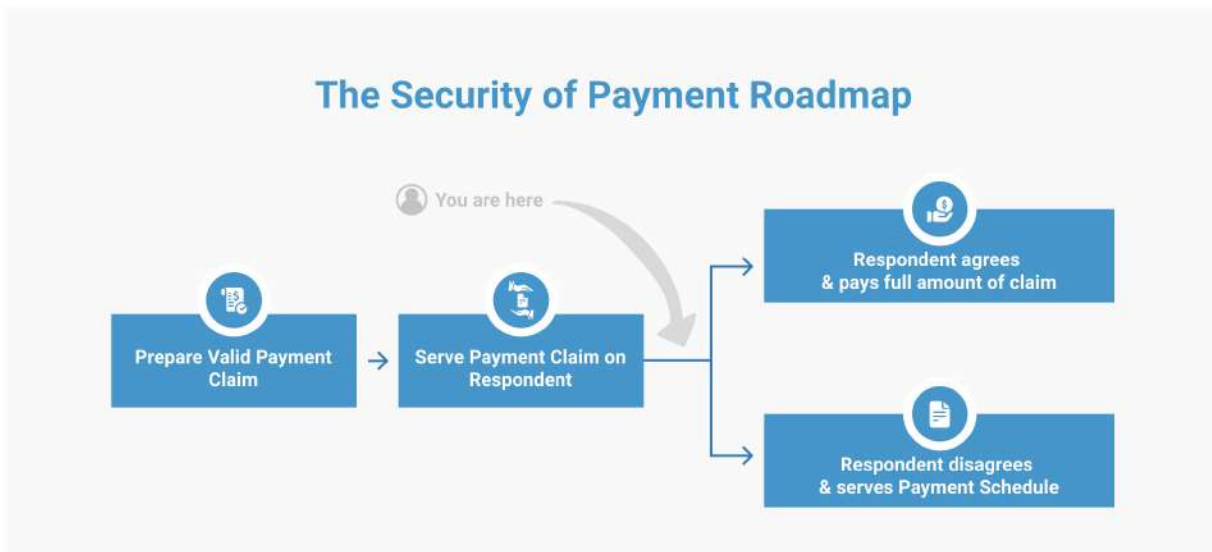 The Security of Payment Roadmap
You are here
Prepare Valid Payment
Claim
Serve Payment Claim on
Respondent
Respondent agrees
& pays full amount of claim
Respondent disagrees
& serves Payment Schedule